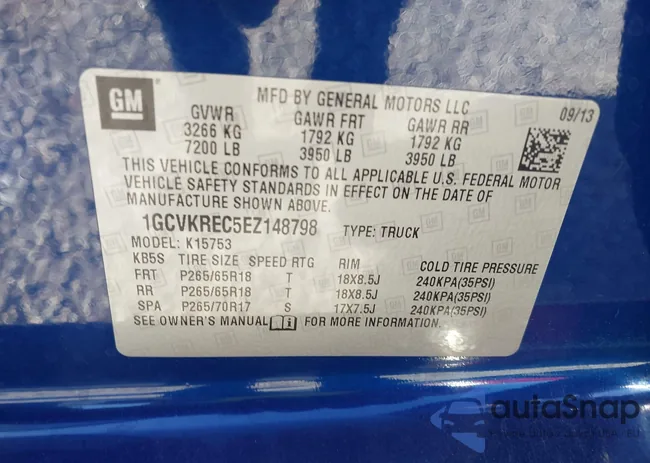 GM
MFD BY GENERAL MOTORS LLC
09/13
GVWR GAWR FRT GAWR RR
3266 KG 1792 KG 1792 KG
7200 LB 3950 LB 3950 LB
THIS VEHICLE CONFORMS TO ALL APPLICABLE U.S. FEDERAL MOTOR
VEHICLE SAFETY STANDARDS IN EFFECT ON THE DATE OF
MANUFACTURE SHOWN ABOVE.
1GCVKREC5EZ148798 TYPE: TRUCK
MODEL: K15753
KB5S TIRE SIZE SPEED RTG RIM COLD TIRE PRESSURE
FRT P265/65R18 T 18X8.5J 240KPA(35PSI)
RR P265/65R18 T 18X8.5J 240KPA(35PSI)
SPA P265/70R17 S 17X7.5J 240KPA(35PSI)
SEE OWNER'S MANUAL FOR MORE INFORMATION.
autoSnap